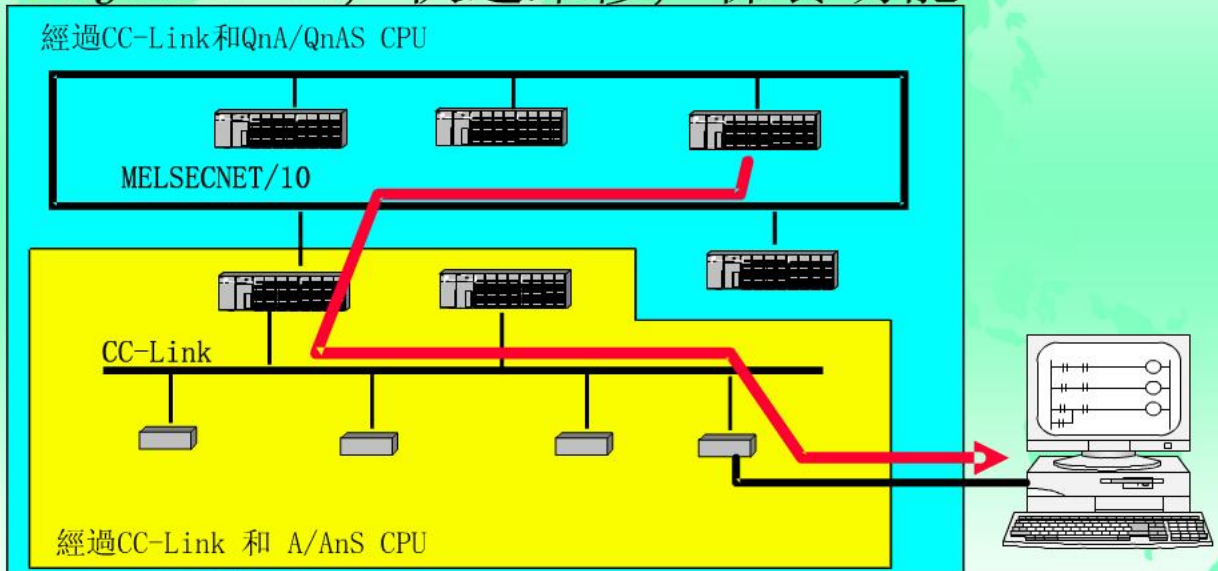 經過CC-Link和QnA/QnAS CPU
MELSECNET/10
CC-Link
經過CC-Link 和 A/AnS CPU